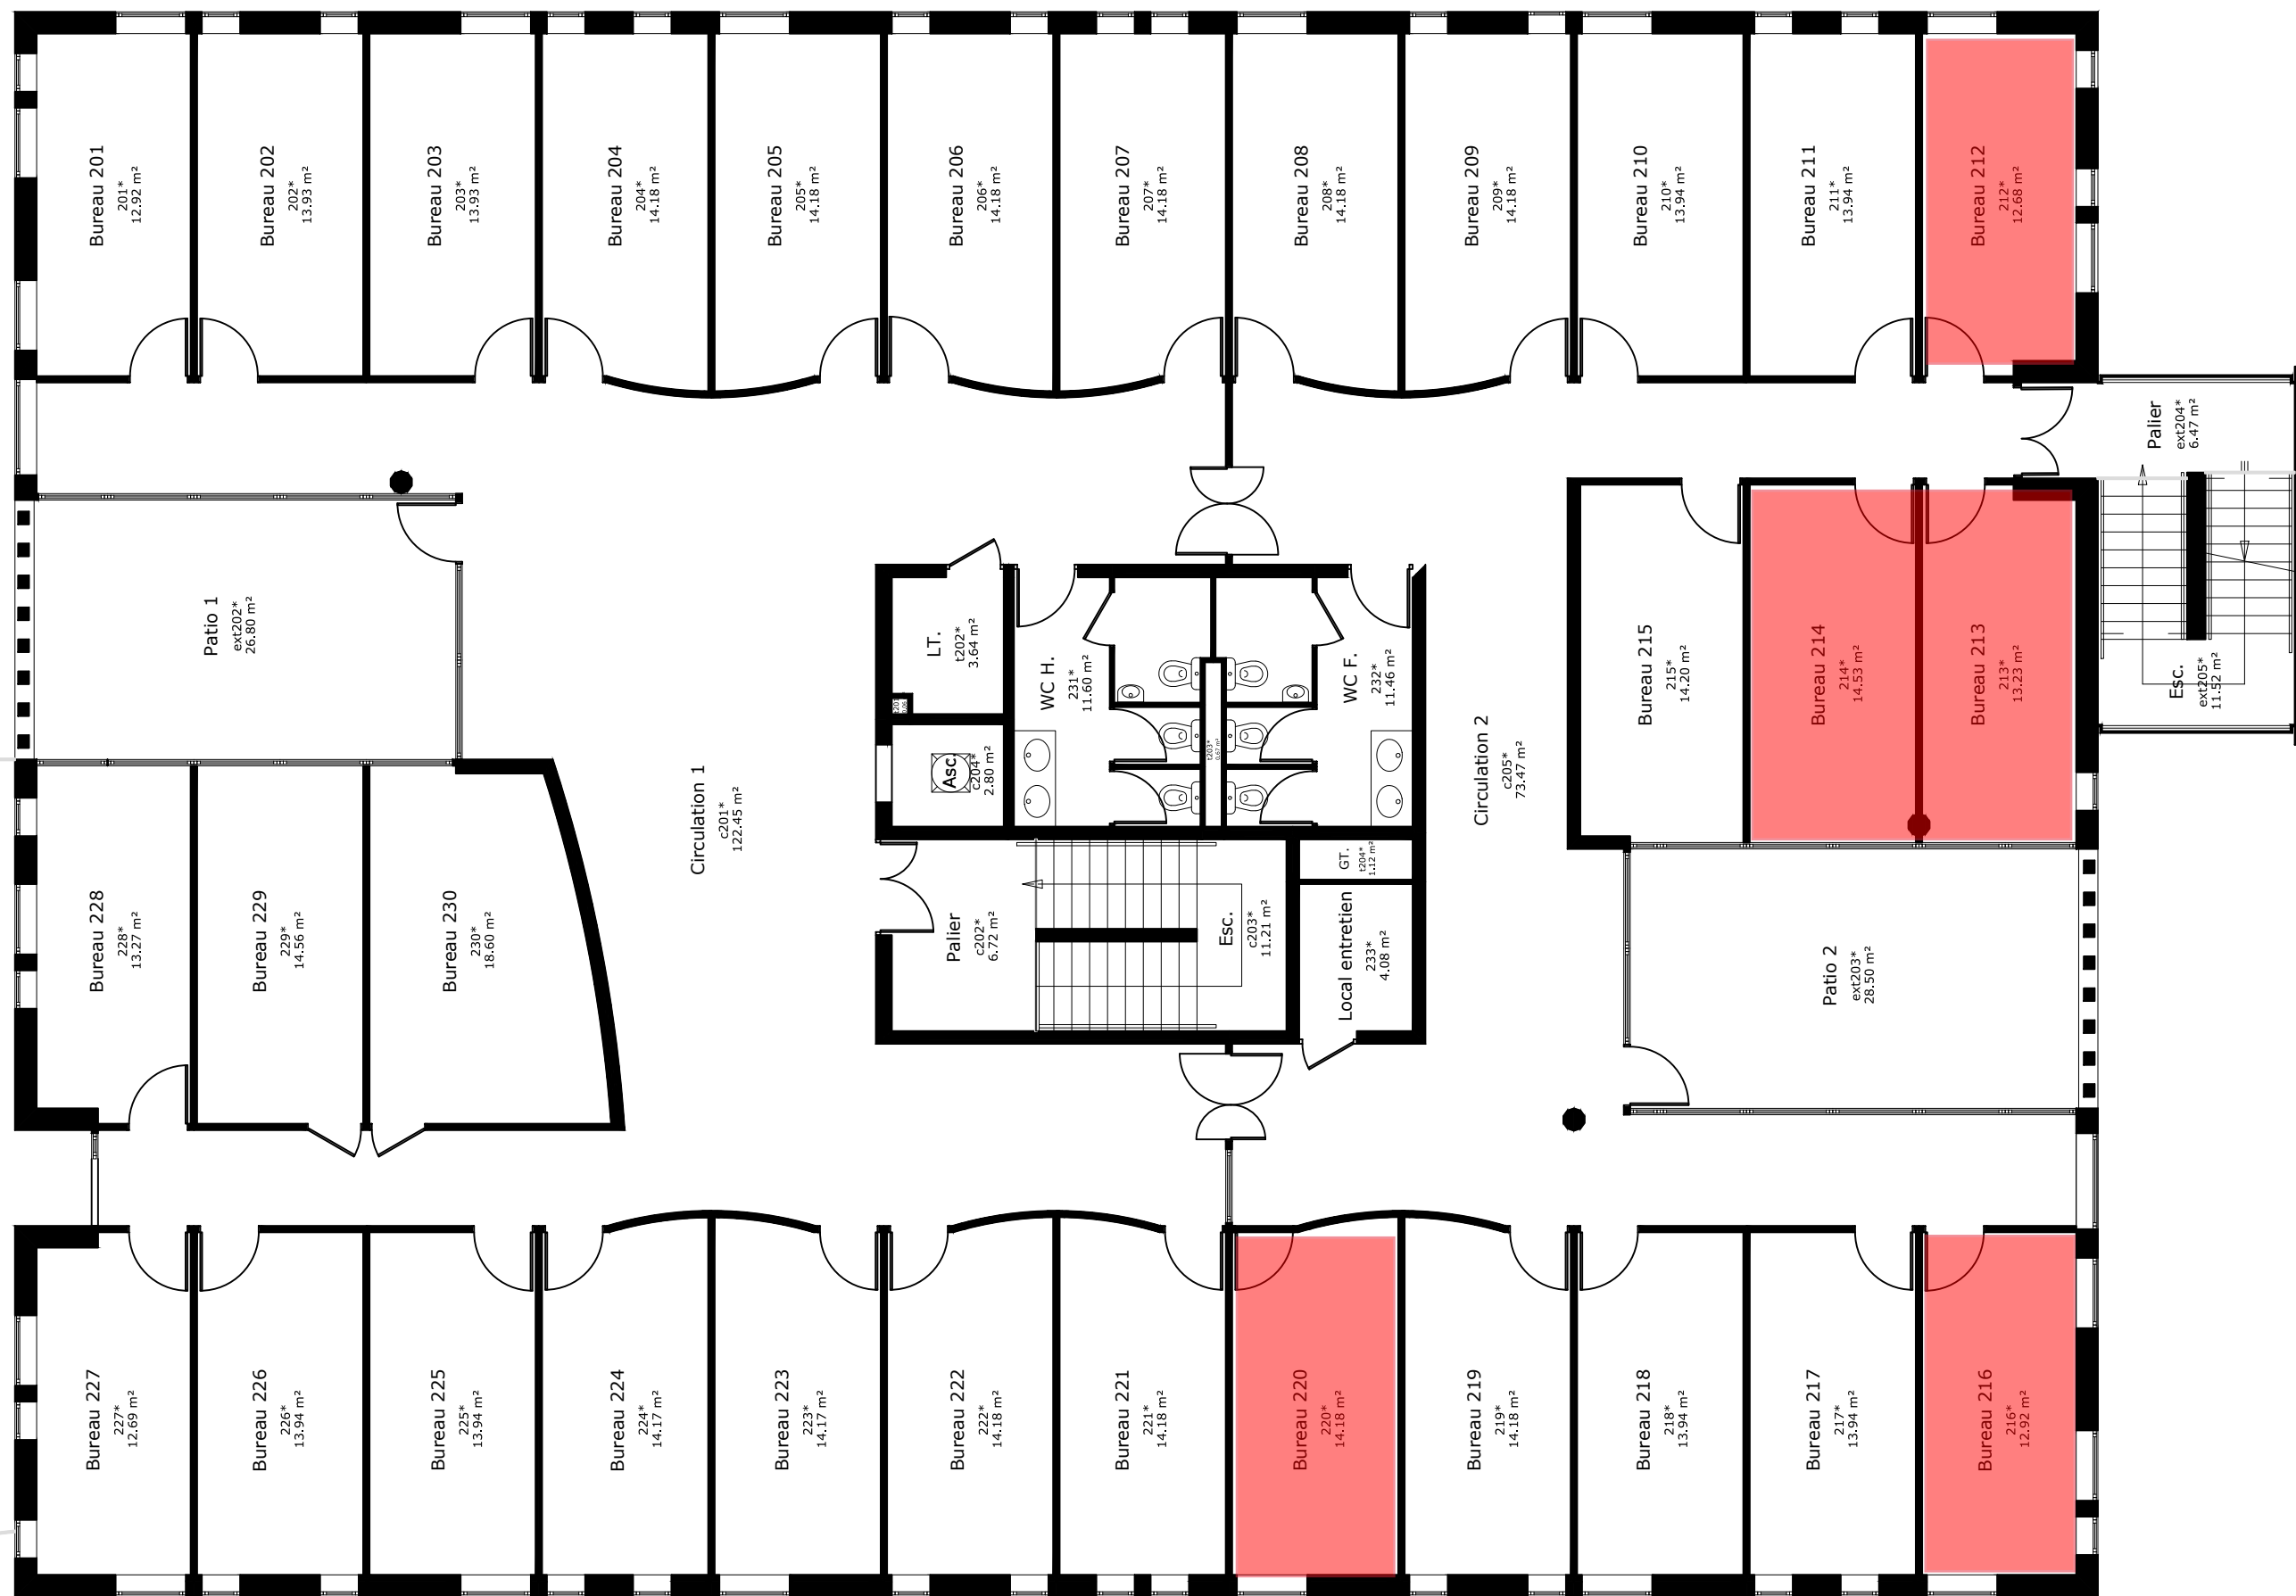 Bureau 201
201*
12.92 m²
Bureau 202
202*
13.93 m²
Bureau 203
203*
13.93 m²
Bureau 204
204*
14.18 m²
Bureau 205
205*
14.18 m²
Bureau 206
206*
14.18 m²
Bureau 207
207*
14.18 m²
Bureau 208
208*
14.18 m²
Bureau 209
209*
14.18 m²
Bureau 210
210*
13.94 m²
Bureau 211
211*
13.94 m²
Bureau 212
212*
12.68 m²
Palier
ext204*
6.47 m²
Patio 1
ext202*
26.80 m²
LT.
t202*
3.64 m²
WC H.
231*
11.60 m²
WC F.
232*
11.46 m²
t203*
0.67 m²
Asc.
c204*
2.80 m²
Circulation 1
c201*
122.45 m²
Circulation 2
c205*
73.47 m²
Bureau 215
215*
14.20 m²
Bureau 214
214*
14.53 m²
Bureau 213
213*
13.23 m²
Esc.
ext205*
11.52 m²
Bureau 228
228*
13.27 m²
Bureau 229
229*
14.56 m²
Bureau 230
230*
18.60 m²
Palier
c202*
6.72 m²
Esc.
c203*
11.21 m²
GT.
t204*
1.12 m²
Local entretien
233*
4.08 m²
Patio 2
ext203*
28.50 m²
Bureau 227
227*
12.69 m²
Bureau 226
226*
13.94 m²
Bureau 225
225*
13.94 m²
Bureau 224
224*
14.17 m²
Bureau 223
223*
14.17 m²
Bureau 222
222*
14.18 m²
Bureau 221
221*
14.18 m²
Bureau 220
220*
14.18 m²
Bureau 219
219*
14.18 m²
Bureau 218
218*
13.94 m²
Bureau 217
217*
13.94 m²
Bureau 216
216*
12.92 m²